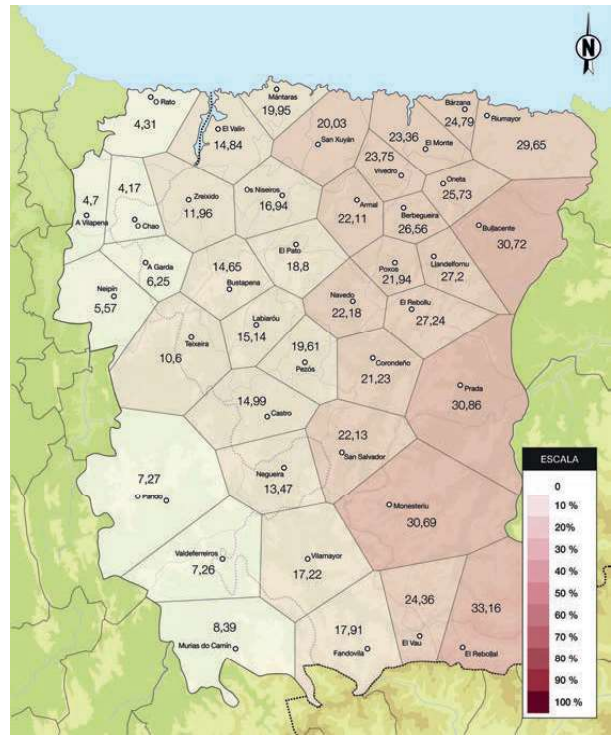 N
Rato
4,31
Mántaras
19,95
El Valín
14,84
20,03
San Xuyán
23,36
El Monte
Bárzana
24,79
Riumayor
29,65
23,75
Vivedro
Oneta
25,73
4,7
A Vilapena
4,17
Chao
Zreixido
11,96
Os Niseiros
16,94
Armal
22,11
Berbegueira
26,56
Bullacente
30,72
A Garda
6,25
14,65
Bustapena
El Pato
18,8
Poxos
21,94
Llandelfornu
27,2
Neipín
5,57
Navedo
22,18
El Rebollu
27,24
Teixeira
10,6
Labiaróu
15,14
19,61
Pezós
Corondeño
21,23
Prada
30,86
14,99
Castro
22,13
San Salvador
7,27
Pando
Negueira
13,47
Monesteriu
30,69
Valdeferreiros
7,26
Vilamayor
17,22
8,39
Murias do Camín
17,91
Fandovila
24,36
El Vau
33,16
El Rebollal
ESCALA
0
10 %
20%
30 %
40 %
50 %
60 %
70 %
80 %
90 %
100 %